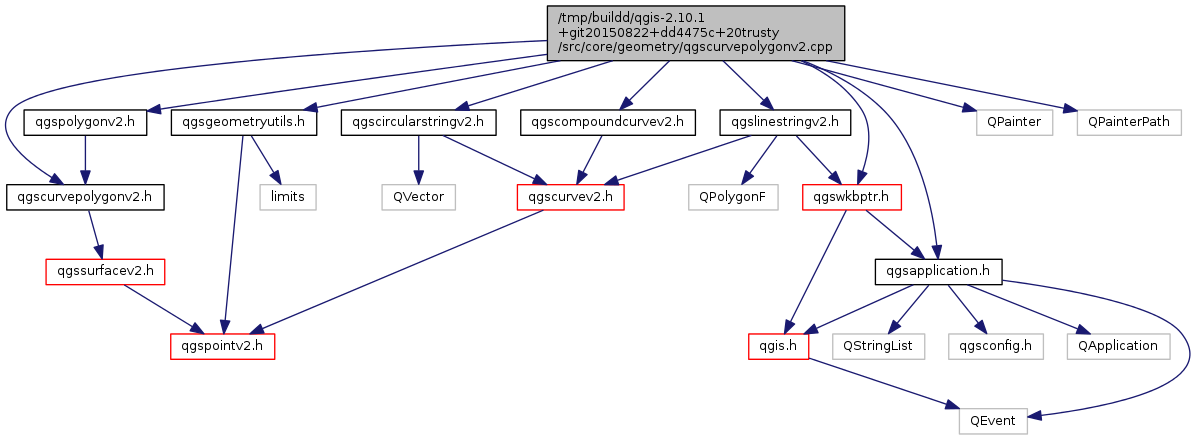 /tmp/buildd/qgis-2.10.1
+git20150822+dd4475c+20trusty
/src/core/geometry/qgscurvepolygonv2.cpp
qgspolygonv2.h
qgsgeometryutils.h
qgscircularstringv2.h
qgscompoundcurvev2.h
qgslinestringv2.h
QPainter
QPainterPath
qgscurvepolygonv2.h
limits
QVector
qgscurvev2.h
QPolygonF
qgswkbptr.h
qgssurfacev2.h
qgsapplication.h
qgspointv2.h
qgis.h
QStringList
qgsconfig.h
QApplication
QEvent